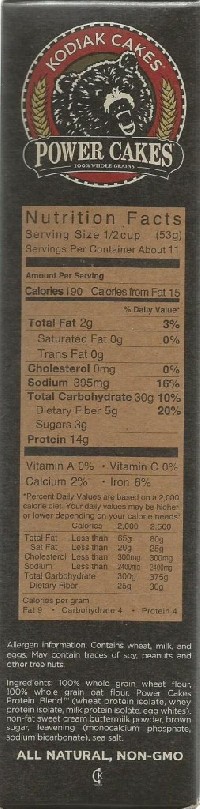 KODIAK CAKES
POWER CAKES
100% WHOLE GRAINS
Nutrition Facts
Serving Size 1/2 cup (53g)
Servings Per Container About 11
Amount Per Serving
Calories 190 Calories from Fat 15
% Daily Value*
Total Fat 2g 3%
Saturated Fat 0g 0%
Trans Fat 0g
Cholesterol 0mg 0%
Sodium 395mg 16%
Total Carbohydrate 30g 10%
Dietary Fiber 5g 20%
Sugars 3g
Protein 14g
Vitamin A 0% • Vitamin C 0%
Calcium 2% • Iron 6%
*Percent Daily Values are based on a 2,000
calorie diet. Your daily values may be higher
or lower depending on your calorie needs:
Calories 2,000 2,500
Total Fat Less than 65g 80g
Sat Fat Less than 20g 25g
Cholesterol Less than 300mg 300mg
Sodium Less than 2400mg 2400mg
Total Carbohydrate 300g 375g
Dietary Fiber 25g 30g
Calories per gram
Fat 9 • Carbohydrate 4 • Protein 4
Allergen Information: Contains wheat, milk, and
eggs. May contain traces of soy, peanuts and
other tree nuts.
Ingredients: 100% whole grain wheat flour,
100% whole grain oat flour, Power Cakes
Protein Blend™ (wheat protein isolate, whey
protein isolate, milk protein isolate, egg whites),
non-fat sweet cream buttermilk powder, brown
sugar, leavening (monocalcium phosphate,
sodium bicarbonate), sea salt.
ALL NATURAL, NON-GMO